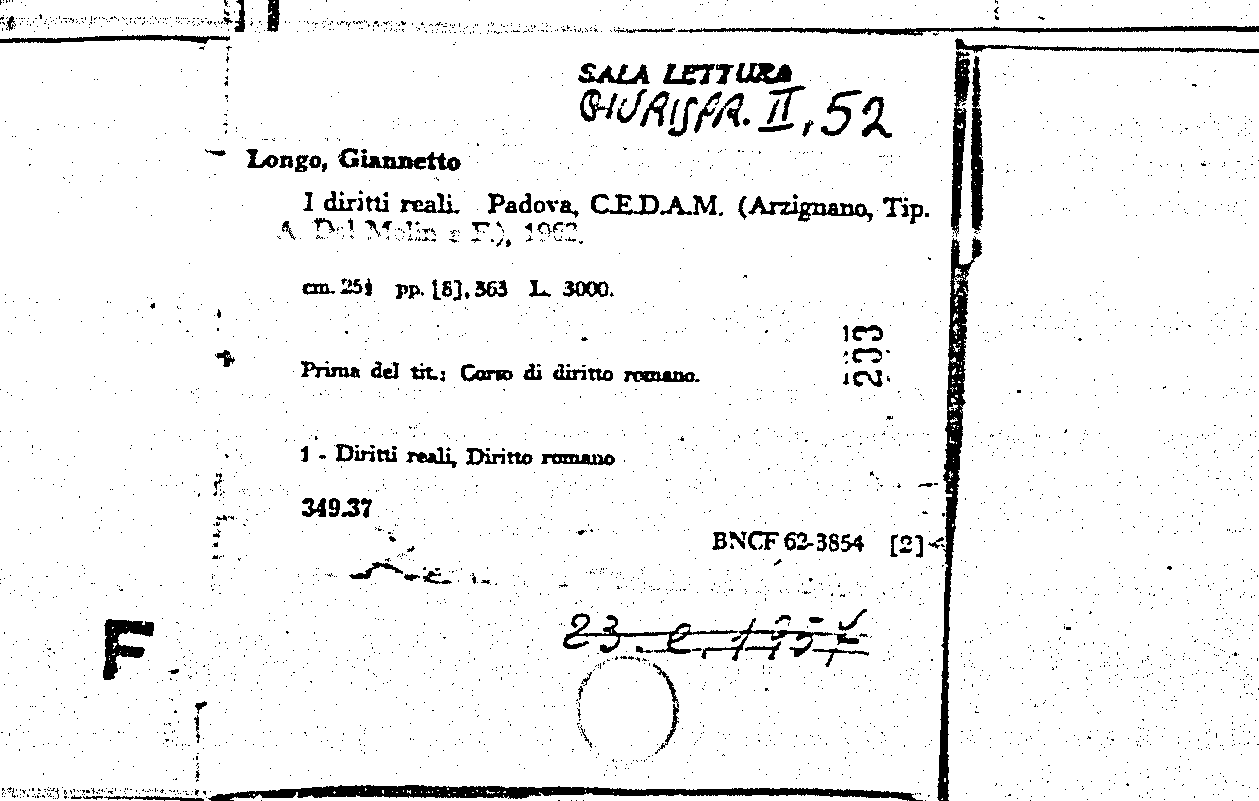 SALA LETTURA
GIURISPR. II, 52
Longo, Giannetto
I diritti reali. Padova, C.E.D.A.M. (Arzignano, Tip.
A. Dal Molin e F.), 1962.
cm. 25½ pp. [8], 363 L. 3000.
233
Prima del tit.: Corso di diritto romano.
1 - Diritti reali, Diritto romano
349.37
BNCF 62-3854 [2]
23. e.
F